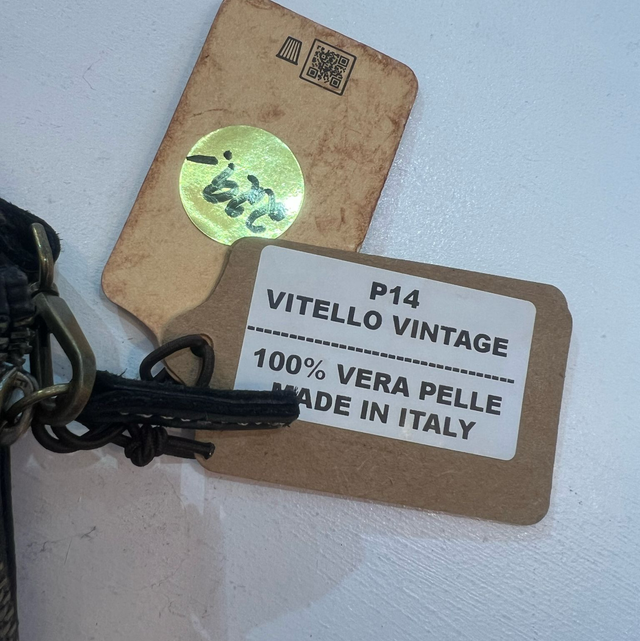 P14
VITELLO VINTAGE
100% VERA PELLE
MADE IN ITALY